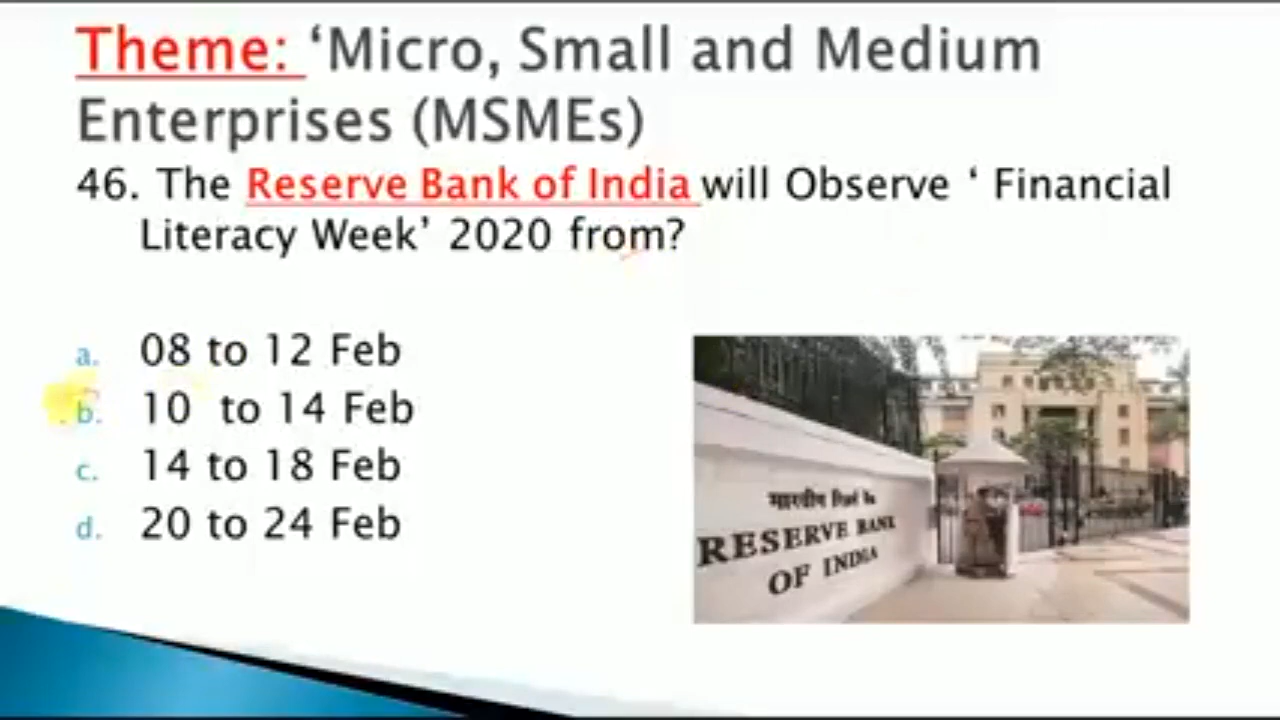 Theme: ‘Micro, Small and Medium
Enterprises (MSMEs)
46. The Reserve Bank of India will Observe ‘ Financial
Literacy Week’ 2020 from?
a. 08 to 12 Feb
b. 10 to 14 Feb
c. 14 to 18 Feb
d. 20 to 24 Feb
भारतीय रिज़र्व बैंक
RESERVE BANK
OF INDIA